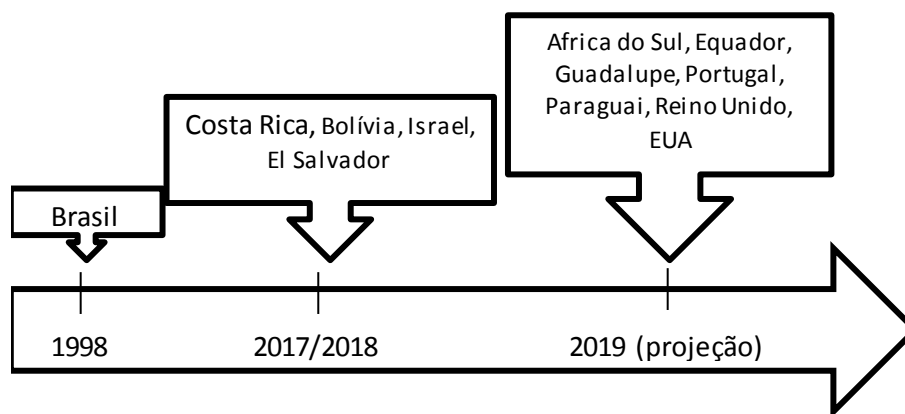 Africa do Sul, Equador,
Guadalupe, Portugal,
Paraguai, Reino Unido,
EUA
Costa Rica, Bolívia, Israel,
El Salvador
Brasil
1998
2017/2018
2019 (projeção)